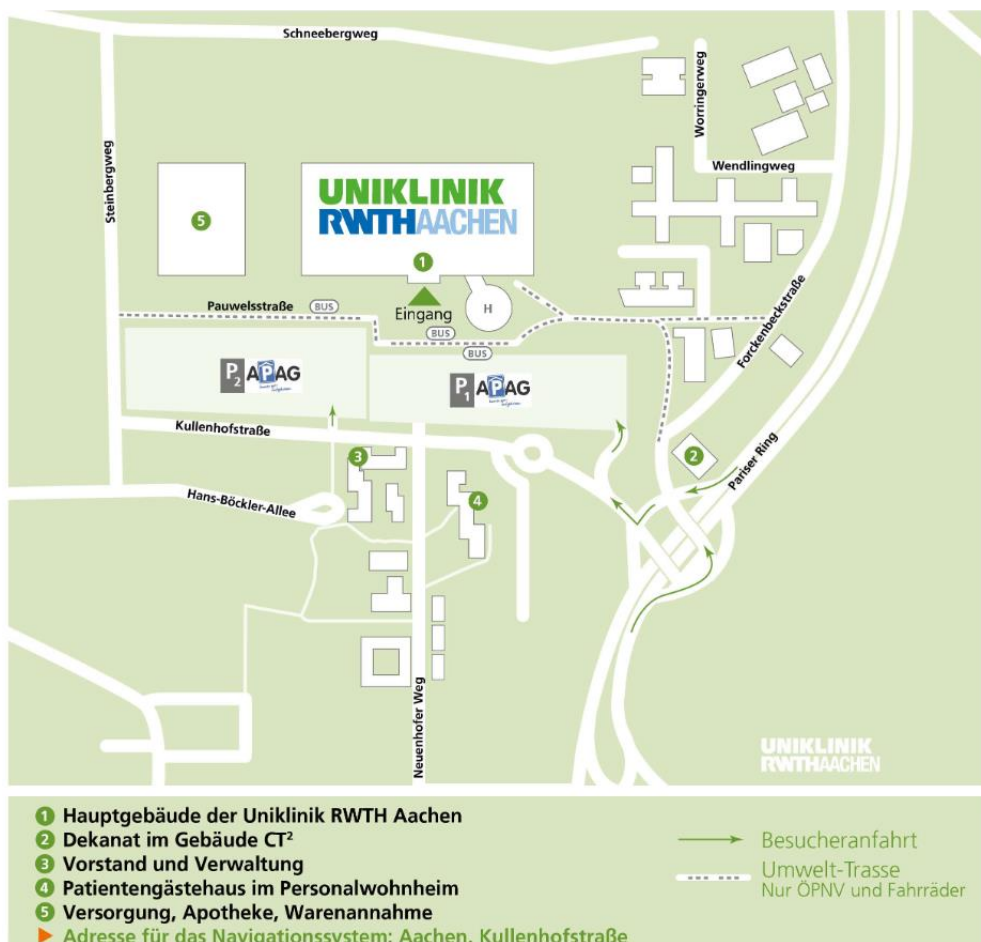 Schneebergweg
Worringerweg
Wendlingweg
Steinbergweg
5
UNIKLINIK
RWTHAACHEN
1
Eingang
H
Pauwelsstraße
BUS
BUS
BUS
Forckenbeckstraße
P2 APAG
P1 APAG
Kullenhofstraße
3
2
Pariser Ring
4
Hans-Böckler-Allee
Neuenhofer Weg
UNIKLINIK
RWTHAACHEN
1 Hauptgebäude der Uniklinik RWTH Aachen
2 Dekanat im Gebäude CT²
3 Vorstand und Verwaltung
4 Patientengästehaus im Personalwohnheim
5 Versorgung, Apotheke, Warenannahme
Adresse für das Navigationssystem: Aachen, Kullenhofstraße
Besucheranfahrt
Umwelt-Trasse
Nur ÖPNV und Fahrräder